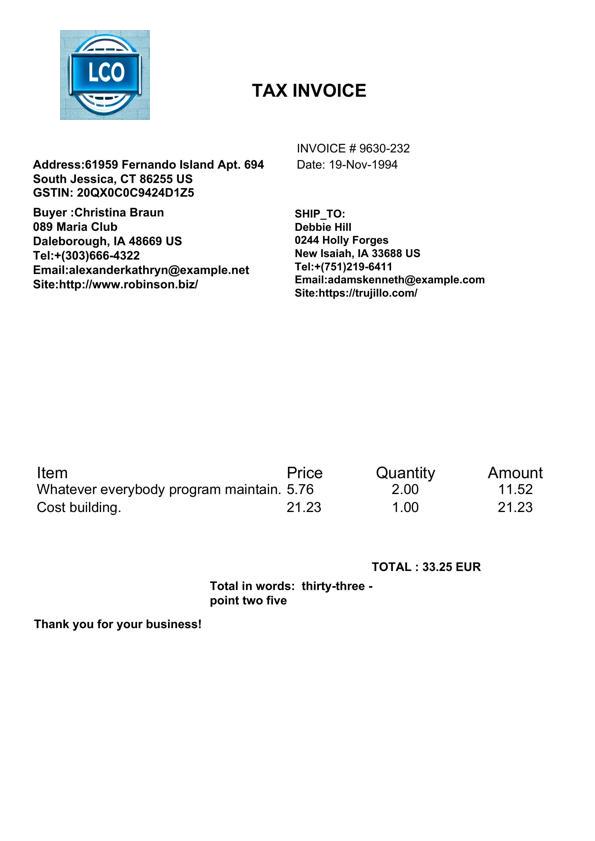 LCO
TAX INVOICE
INVOICE # 9630-232
Date: 19-Nov-1994
Address:61959 Fernando Island Apt. 694
South Jessica, CT 86255 US
GSTIN: 20QX0C0C9424D1Z5
Buyer :Christina Braun
089 Maria Club
Daleborough, IA 48669 US
Tel:+(303)666-4322
Email:alexanderkathryn@example.net
Site:http://www.robinson.biz/
SHIP_TO:
Debbie Hill
0244 Holly Forges
New Isaiah, IA 33688 US
Tel:+(751)219-6411
Email:adamskenneth@example.com
Site:https://trujillo.com/
Item Price Quantity Amount
Whatever everybody program maintain. 5.76 2.00 11.52
Cost building. 21.23 1.00 21.23
TOTAL : 33.25 EUR
Total in words: thirty-three -
point two five
Thank you for your business!